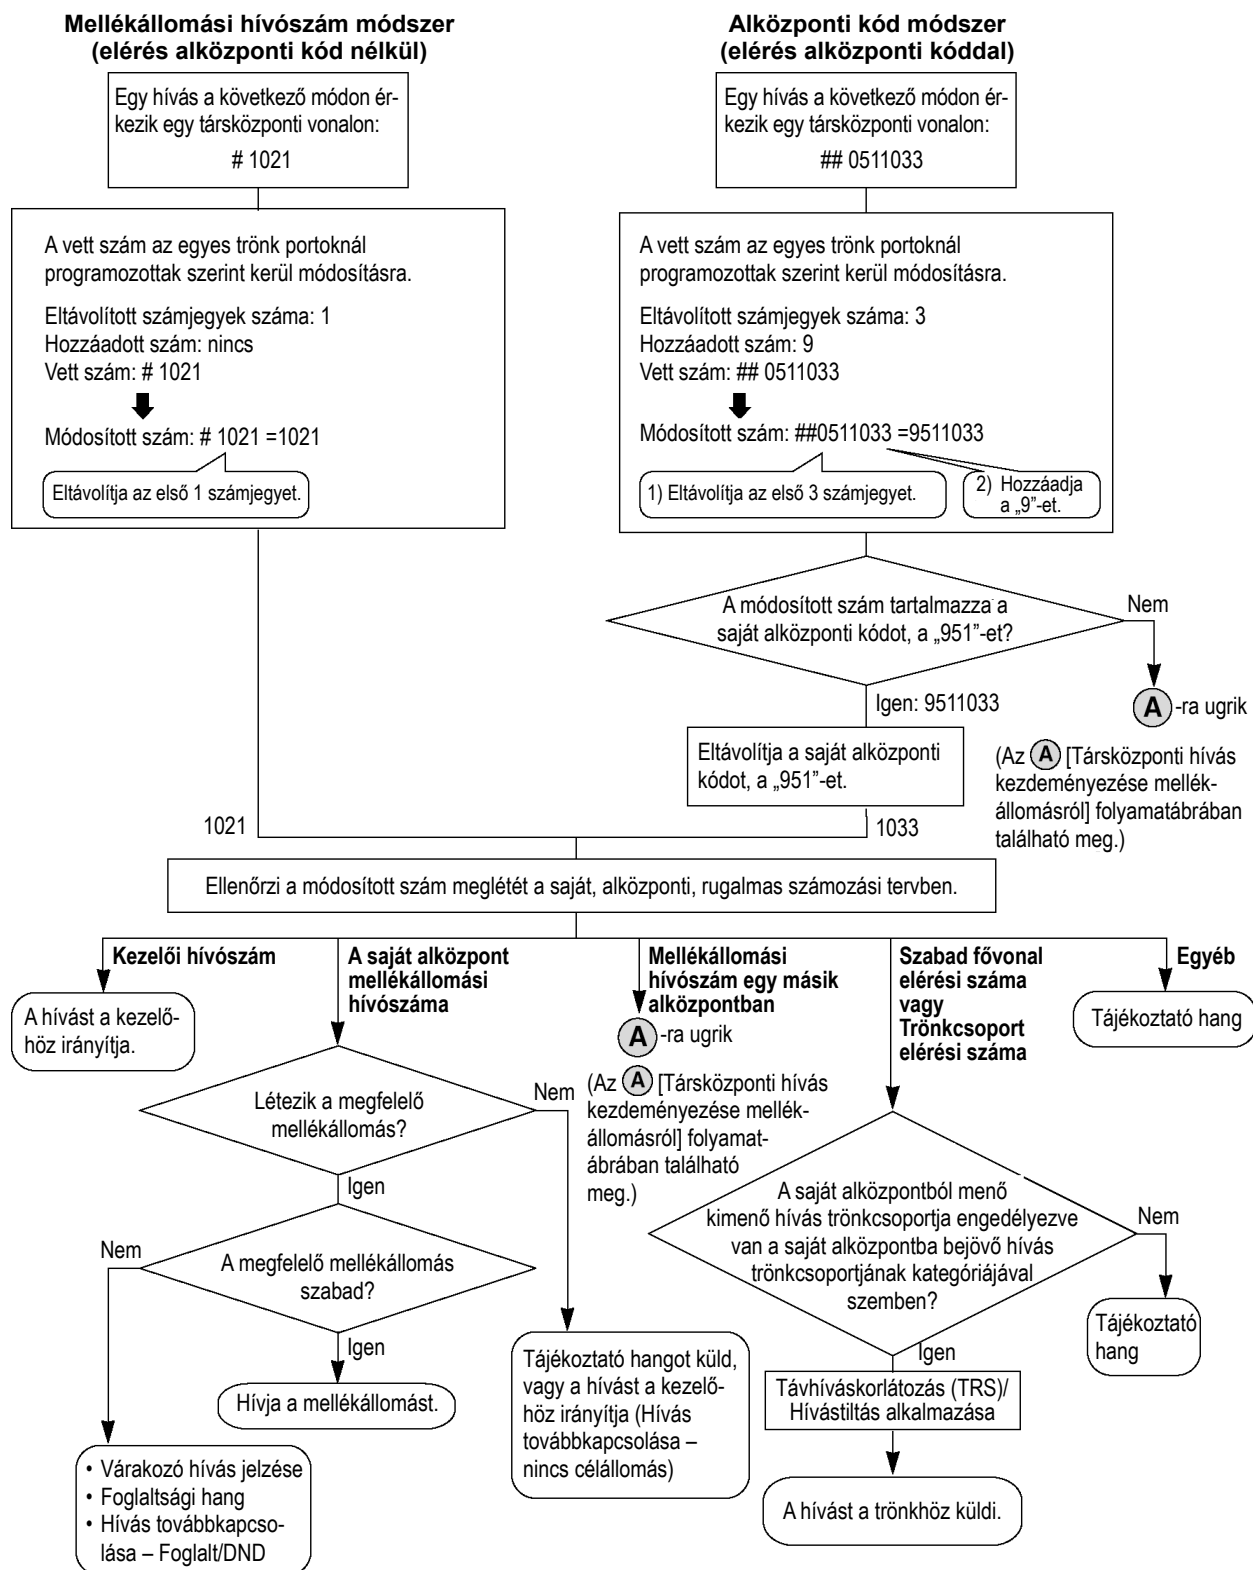 Mellékállomási hívószám módszer
(elérés alközponti kód nélkül)
Egy hívás a következő módon ér-
kezik egy társközponti vonalon:
# 1021
A vett szám az egyes trönk portoknál
programozottak szerint kerül módosításra.
Eltávolított számjegyek száma: 1
Hozzáadott szám: nincs
Vett szám: # 1021
Módosított szám: # 1021 =1021
Eltávolítja az első 1 számjegyet.
Alközponti kód módszer
(elérés alközponti kóddal)
Egy hívás a következő módon ér-
kezik egy társközponti vonalon:
## 0511033
A vett szám az egyes trönk portoknál
programozottak szerint kerül módosításra.
Eltávolított számjegyek száma: 3
Hozzáadott szám: 9
Vett szám: ## 0511033
Módosított szám: ##0511033 =9511033
1) Eltávolítja az első 3 számjegyet.
2) Hozzáadja
a „9”-et.
A módosított szám tartalmazza a
saját alközponti kódot, a „951”-et?
Nem
A -ra ugrik
(Az A [Társközponti hívás
kezdeményezése mellék-
állomásról] folyamatábrában
található meg.)
Igen: 9511033
Eltávolítja a saját alközponti
kódot, a „951”-et.
1021
1033
Ellenőrzi a módosított szám meglétét a saját, alközponti, rugalmas számozási tervben.
Kezelői hívószám
A hívást a kezelő-
höz irányítja.
A saját alközpont
mellékállomási
hívószáma
Létezik a megfelelő
mellékállomás?
Nem
Igen
A megfelelő mellékállomás
szabad?
Nem
Igen
Hívja a mellékállomást.
• Várakozó hívás jelzése
• Foglaltsági hang
• Hívás továbbkapcso-
lása – Foglalt/DND
Tájékoztató hangot küld,
vagy a hívást a kezelő-
höz irányítja (Hívás
továbbkapcsolása –
nincs célállomás)
Mellékállomási
hívószám egy másik
alközpontban
A -ra ugrik
(Az A [Társközponti hívás
kezdeményezése mellék-
állomásról] folyamat-
ábrában található
meg.)
Szabad fővonal
elérési száma
vagy
Trönkcsoport
elérési száma
A saját alközpontból menő
kimenő hívás trönkcsoportja engedélyezve
van a saját alközpontba bejövő hívás
trönkcsoportjának kategóriájával
szemben?
Nem
Tájékoztató
hang
Igen
Távhíváskorlátozás (TRS)/
Hívástiltás alkalmazása
A hívást a trönkhöz küldi.
Egyéb
Tájékoztató hang